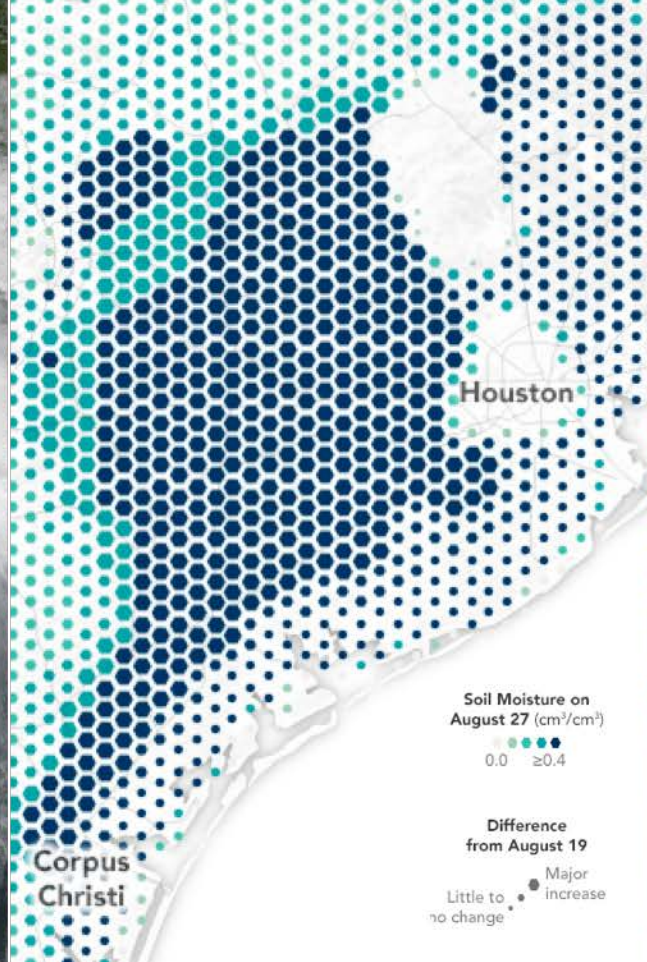 Houston
Soil Moisture on
August 27 (cm³/cm³)
0.0 ≥0.4
Difference
from August 19
Major
increase
Little to
no change
Corpus
Christi